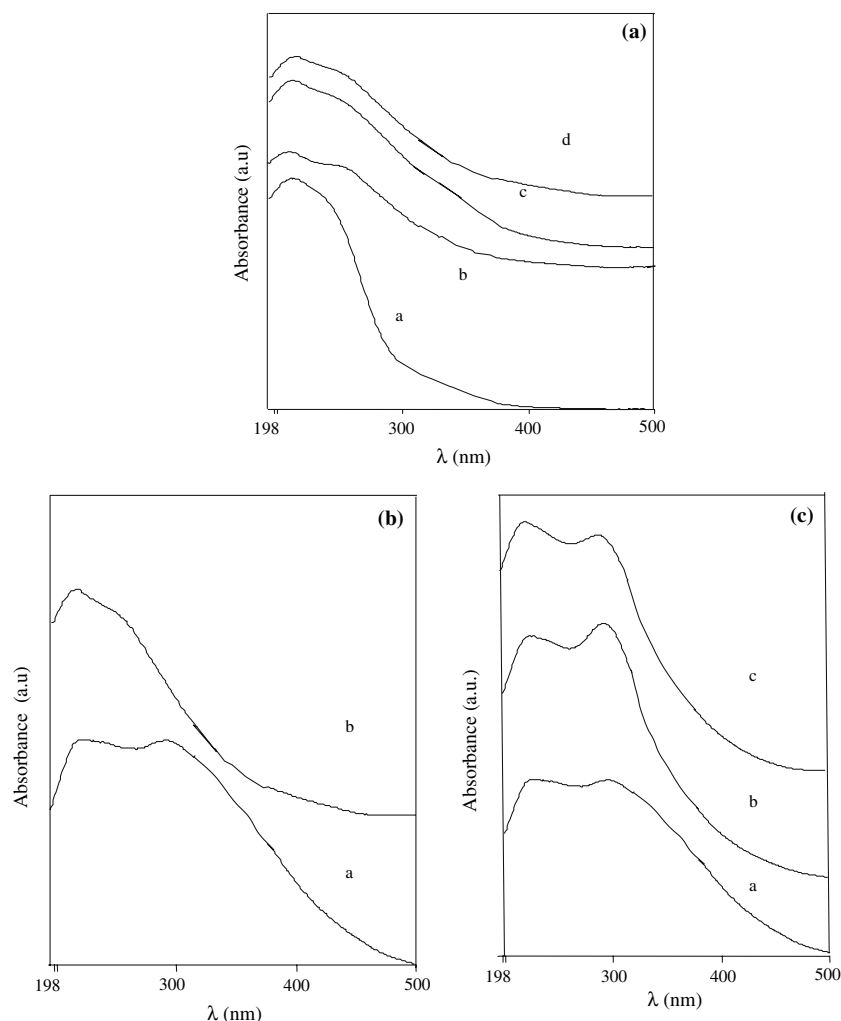 (a)
d
c
b
a
Absorbance (a.u)
198 300 400 500
λ (nm)
(b)
b
a
Absorbance (a.u)
198 300 400 500
λ (nm)
(c)
c
b
a
Absorbance (a.u.)
198 300 400 500
λ (nm)